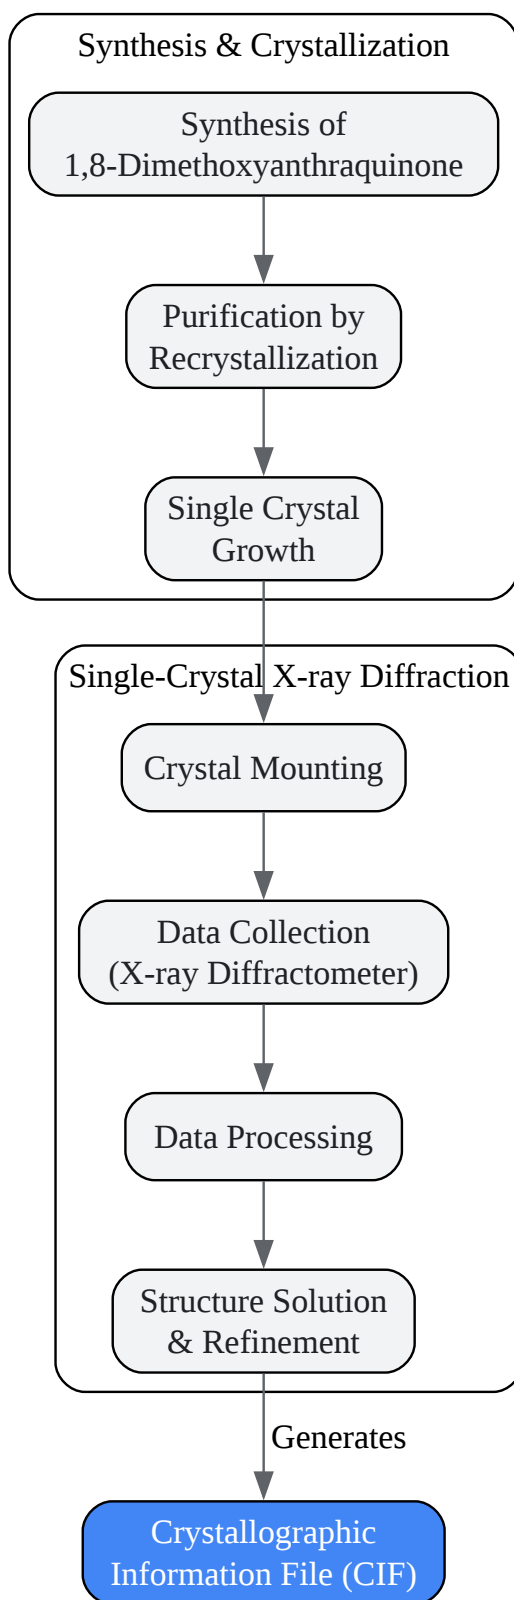 Synthesis & Crystallization
Synthesis of
1,8-Dimethoxyanthraquinone
Purification by
Recrystallization
Single Crystal
Growth
Single-Crystal X-ray Diffraction
Crystal Mounting
Data Collection
(X-ray Diffractometer)
Data Processing
Structure Solution
& Refinement
Generates
Crystallographic
Information File (CIF)